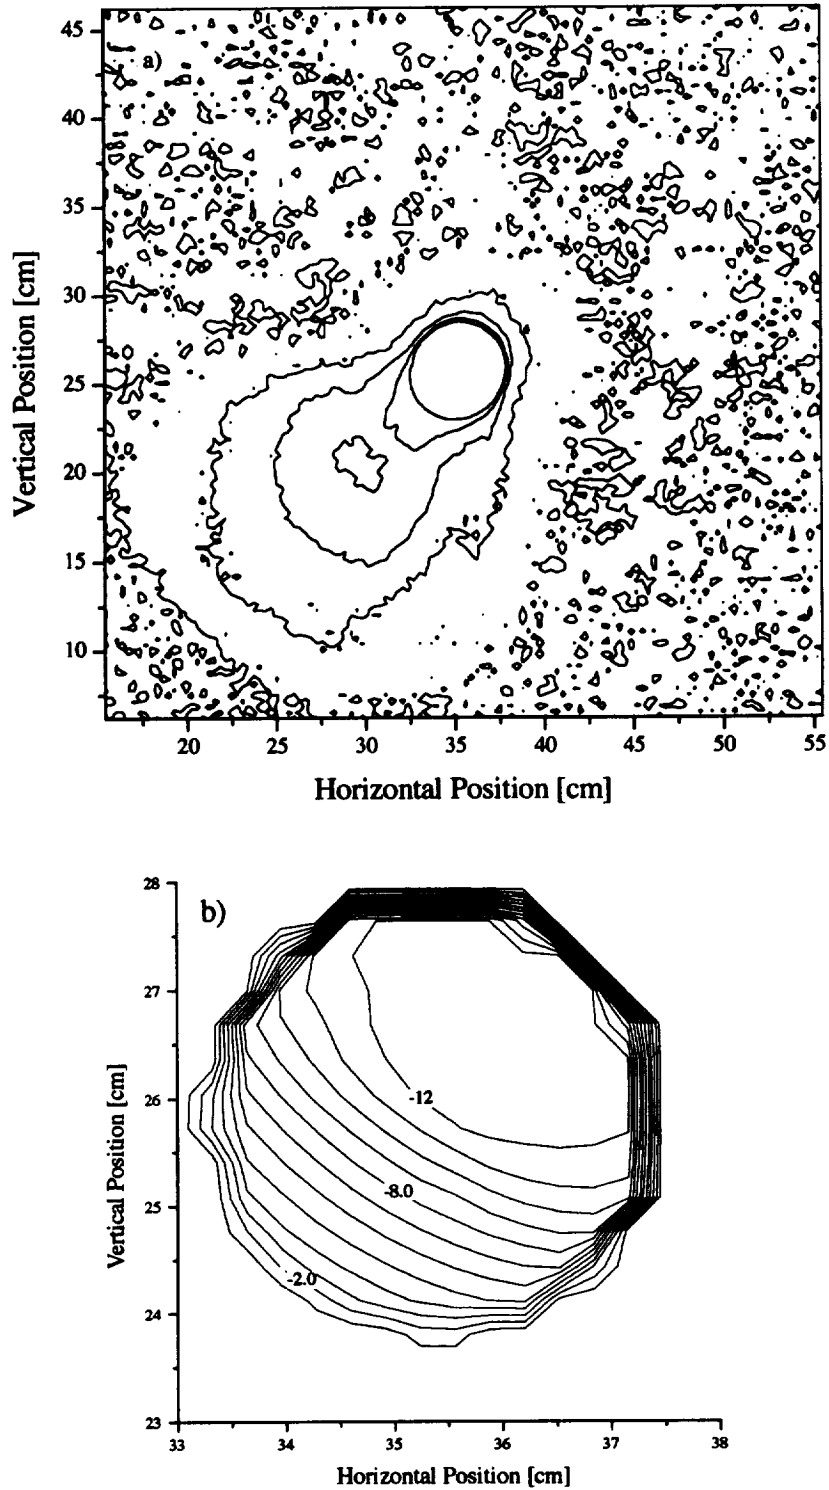 a)
45
40
35
30
25
20
15
10
Vertical Position [cm]
20 25 30 35 40 45 50 55
Horizontal Position [cm]
b)
28
27
26
25
24
23
Vertical Position [cm]
-12
-8.0
-2.0
33 34 35 36 37 38
Horizontal Position [cm]